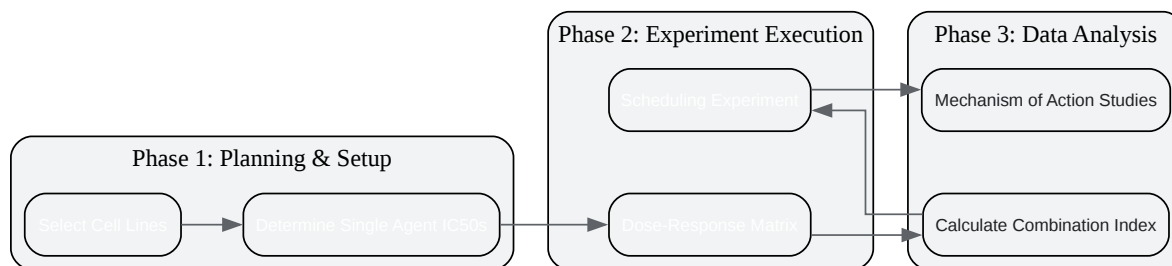 Phase 1: Planning & Setup
Select Cell Lines
Determine Single Agent IC50s
Phase 2: Experiment Execution
Scheduling Experiment
Dose-Response Matrix
Phase 3: Data Analysis
Mechanism of Action Studies
Calculate Combination Index